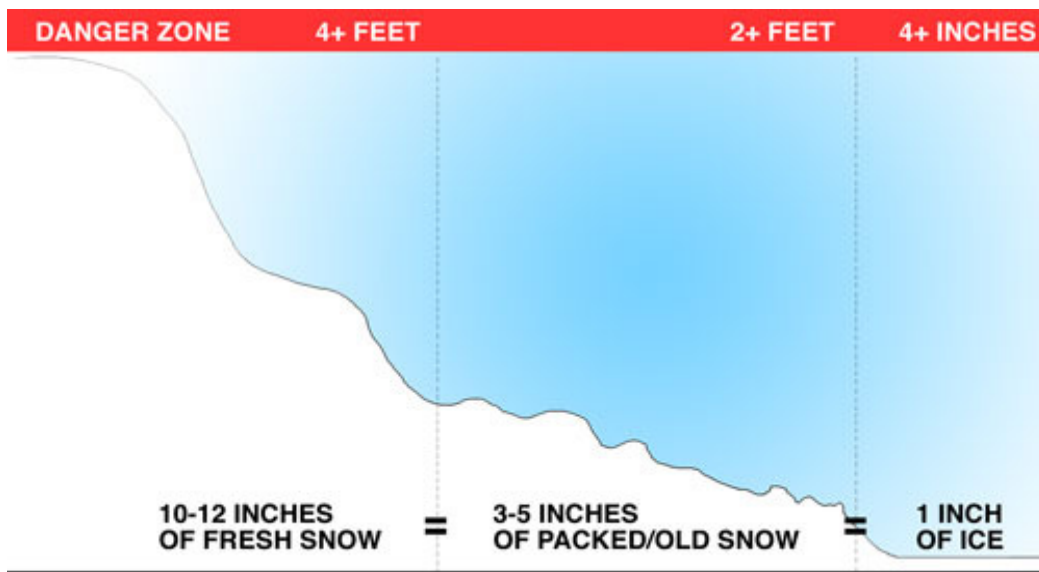 DANGER ZONE 4+ FEET 2+ FEET 4+ INCHES
10-12 INCHES
OF FRESH SNOW
=
3-5 INCHES
OF PACKED/OLD SNOW
=
1 INCH
OF ICE